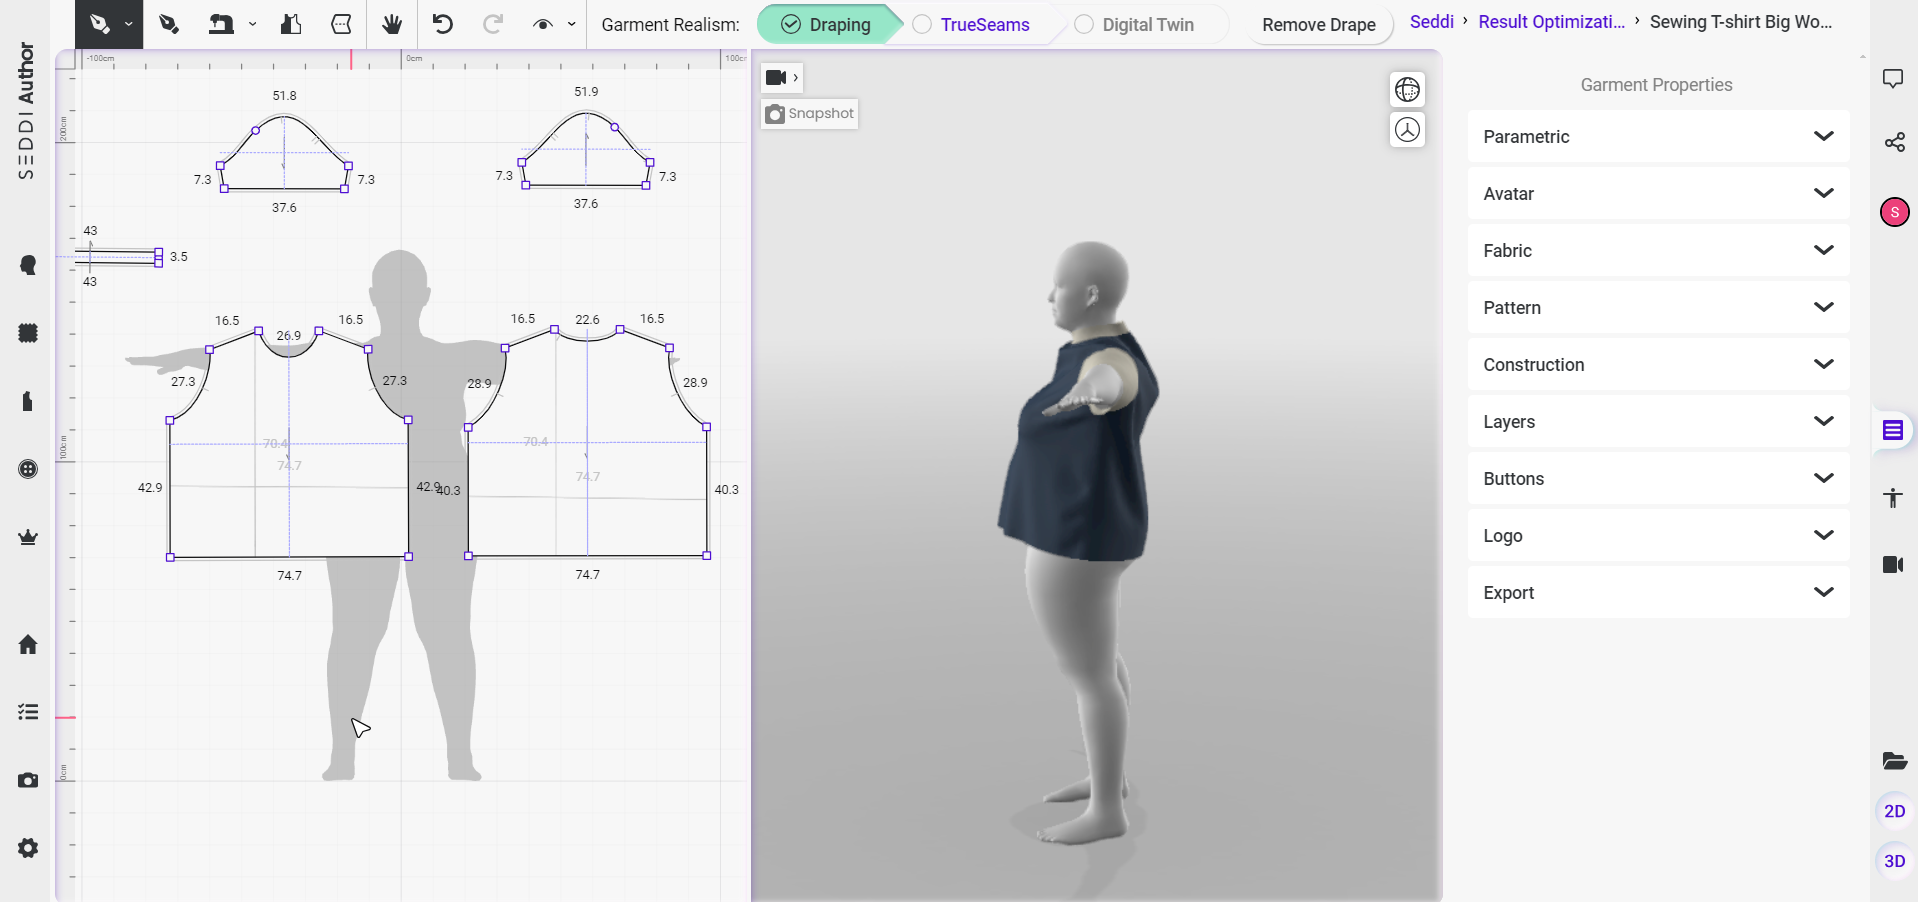 SEDDI Author
Garment Realism:
Draping
TrueSeams
Digital Twin
Remove Drape
Seddi › Result Optimizati... › Sewing T-shirt Big Wo...
-100cm
0cm
100c
200cm
100cm
0cm
51.8
7.3
7.3
37.6
51.9
7.3
7.3
37.6
43
3.5
43
16.5
26.9
16.5
27.3
27.3
70.4
74.7
42.9
42.9
74.7
16.5
22.6
16.5
28.9
28.9
70.4
74.7
40.3
40.3
74.7
Snapshot
Garment Properties
Parametric
Avatar
Fabric
Pattern
Construction
Layers
Buttons
Logo
Export
S
2D
3D